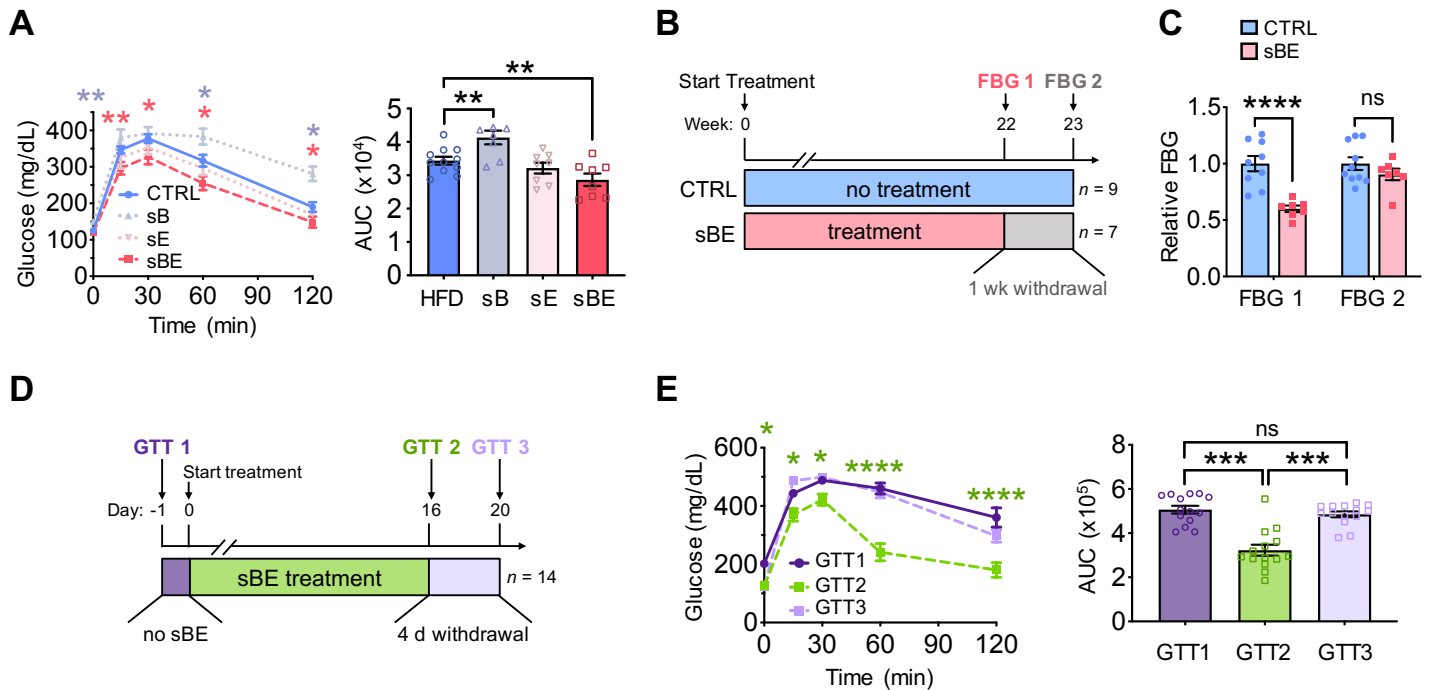 A
** * *
** * * *
Glucose (mg/dL)
400
300
200
100
0
CTRL
sB
sE
sBE
0 30 60 90 120
Time (min)
**
**
AUC (x10⁴)
5
4
3
2
1
0
HFD sB sE sBE
B
Start Treatment FBG 1 FBG 2
Week: 0 22 23
CTRL no treatment n = 9
sBE treatment n = 7
1 wk withdrawal
C
CTRL
sBE
**** ns
Relative FBG
1.5
1.0
0.5
0.0
FBG 1 FBG 2
D
GTT 1 GTT 2 GTT 3
Start treatment
Day: -1 0 16 20
sBE treatment n = 14
no sBE 4 d withdrawal
E
* * * **** ****
Glucose (mg/dL)
600
400
200
0
GTT1
GTT2
GTT3
0 30 60 90 120
Time (min)
ns
*** ***
AUC (x10⁵)
8
6
4
2
0
GTT1 GTT2 GTT3